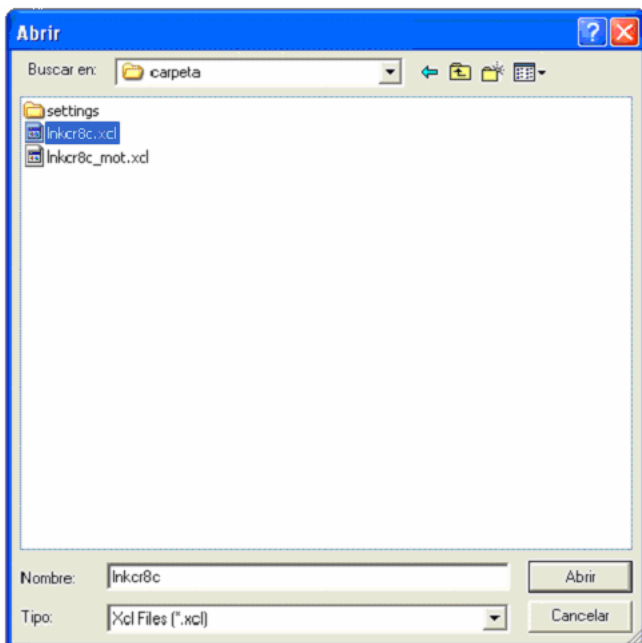 Abrir
Buscar en: carpeta
settings
lnkcr8c.xcl
lnkcr8c_mot.xcl
Nombre: lnkcr8c Abrir
Tipo: Xcl Files (*.xcl) Cancelar